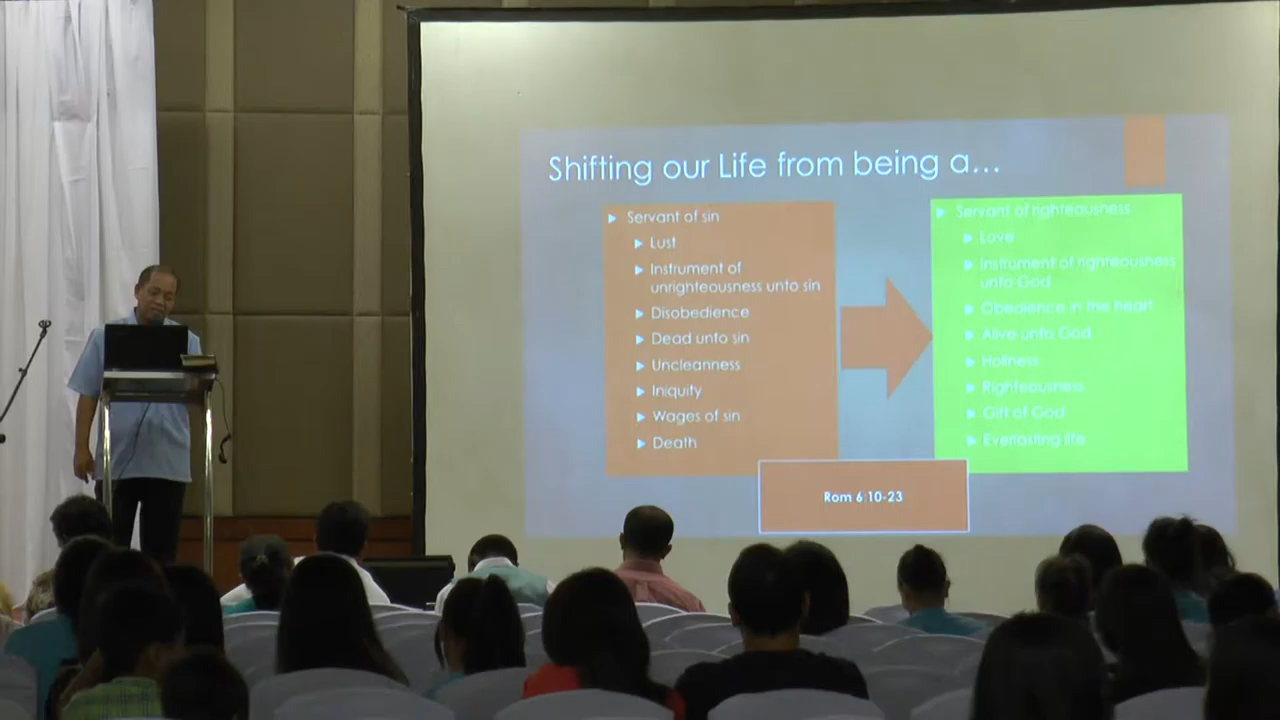 Shifting our Life from being a...
Servant of sin
Lust
Instrument of
unrighteousness unto sin
Disobedience
Dead unto sin
Uncleanness
Iniquity
Wages of sin
Death
Servant of righteousness
Love
Instrument of righteousness
unto God
Obedience in the heart
Alive unto God
Holiness
Righteousness
Gift of God
Everlasting life
Rom 6:10-23